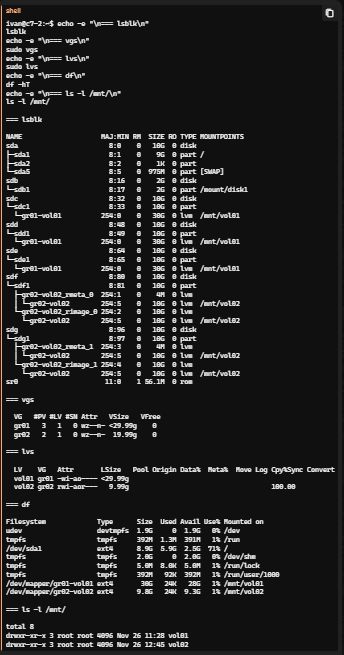 shell
ivan@c7-2:~$ echo -e "\n=== lsblk\n"
lsblk
echo -e "\n=== vgs\n"
sudo vgs
echo -e "\n=== lvs\n"
sudo lvs
echo -e "\n=== df\n"
df -hT
echo -e "\n=== ls -l /mnt/\n"
ls -l /mnt/
=== lsblk
NAME MAJ:MIN RM SIZE RO TYPE MOUNTPOINTS
sda 8:0 0 10G 0 disk
├─sda1 8:1 0 9G 0 part /
├─sda2 8:2 0 1K 0 part
└─sda5 8:5 0 975M 0 part [SWAP]
sdb 8:16 0 2G 0 disk
└─sdb1 8:17 0 2G 0 part /mount/disk1
sdc 8:32 0 10G 0 disk
└─sdc1 8:33 0 10G 0 part
└─gr01-vol01 254:0 0 30G 0 lvm /mnt/vol01
sdd 8:48 0 10G 0 disk
└─sdd1 8:49 0 10G 0 part
└─gr01-vol01 254:0 0 30G 0 lvm /mnt/vol01
sde 8:64 0 10G 0 disk
└─sde1 8:65 0 10G 0 part
└─gr01-vol01 254:0 0 30G 0 lvm /mnt/vol01
sdf 8:80 0 10G 0 disk
└─sdf1 8:81 0 10G 0 part
├─gr02-vol02_rmeta_0 254:1 0 4M 0 lvm
│ └─gr02-vol02 254:5 0 10G 0 lvm /mnt/vol02
└─gr02-vol02_rimage_0 254:2 0 10G 0 lvm
└─gr02-vol02 254:5 0 10G 0 lvm /mnt/vol02
sdg 8:96 0 10G 0 disk
└─sdg1 8:97 0 10G 0 part
├─gr02-vol02_rmeta_1 254:3 0 4M 0 lvm
│ └─gr02-vol02 254:5 0 10G 0 lvm /mnt/vol02
└─gr02-vol02_rimage_1 254:4 0 10G 0 lvm
└─gr02-vol02 254:5 0 10G 0 lvm /mnt/vol02
sr0 11:0 1 56.1M 0 rom
=== vgs
VG #PV #LV #SN Attr VSize VFree
gr01 3 1 0 wz--n- <29.99g 0
gr02 2 1 0 wz--n- 19.99g 0
=== lvs
LV VG Attr LSize Pool Origin Data% Meta% Move Log Cpy%Sync Convert
vol01 gr01 -wi-ao---- <29.99g
vol02 gr02 rwi-aor--- 9.99g 100.00
=== df
Filesystem Type Size Used Avail Use% Mounted on
udev devtmpfs 1.9G 0 1.9G 0% /dev
tmpfs tmpfs 392M 1.3M 391M 1% /run
/dev/sda1 ext4 8.9G 5.9G 2.5G 71% /
tmpfs tmpfs 2.0G 0 2.0G 0% /dev/shm
tmpfs tmpfs 5.0M 8.0K 5.0M 1% /run/lock
tmpfs tmpfs 392M 92K 392M 1% /run/user/1000
/dev/mapper/gr01-vol01 ext4 30G 24K 28G 1% /mnt/vol01
/dev/mapper/gr02-vol02 ext4 9.8G 24K 9.3G 1% /mnt/vol02
=== ls -l /mnt/
total 8
drwxr-xr-x 3 root root 4096 Nov 26 11:28 vol01
drwxr-xr-x 3 root root 4096 Nov 26 12:45 vol02